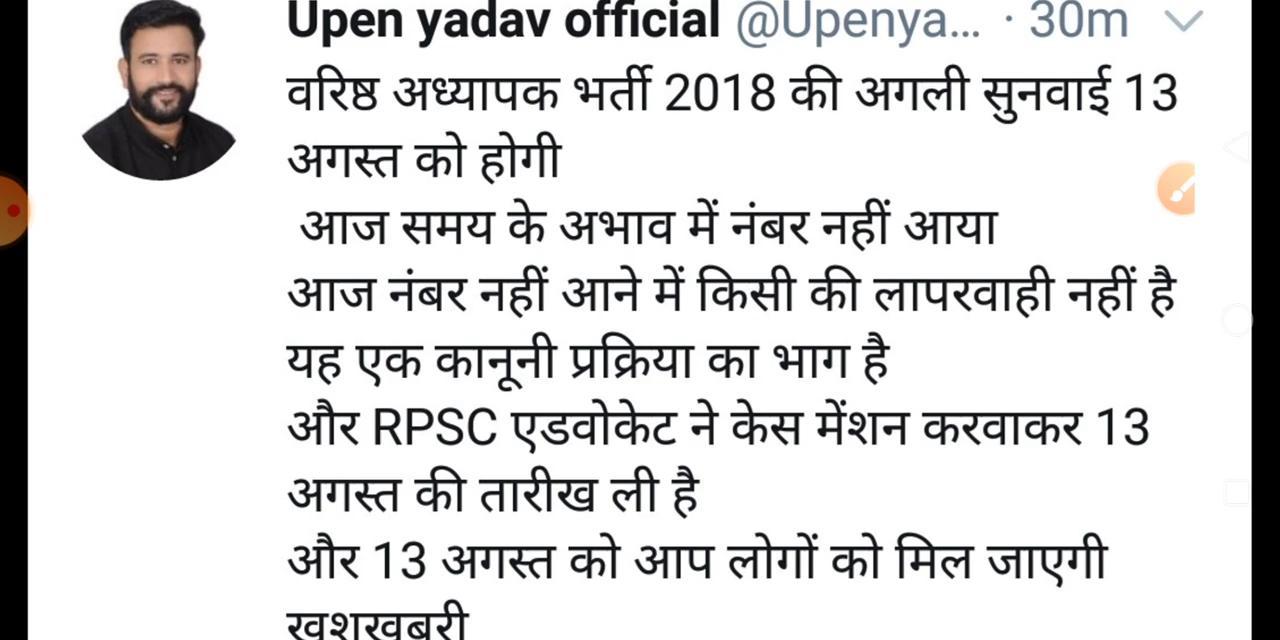 Upen yadav official @Upenya... · 30m
वरिष्ठ अध्यापक भर्ती 2018 की अगली सुनवाई 13
अगस्त को होगी
आज समय के अभाव में नंबर नहीं आया
आज नंबर नहीं आने में किसी की लापरवाही नहीं है
यह एक कानूनी प्रक्रिया का भाग है
और RPSC एडवोकेट ने केस मेंशन करवाकर 13
अगस्त की तारीख ली है
और 13 अगस्त को आप लोगों को मिल जाएगी
खुशखबरी